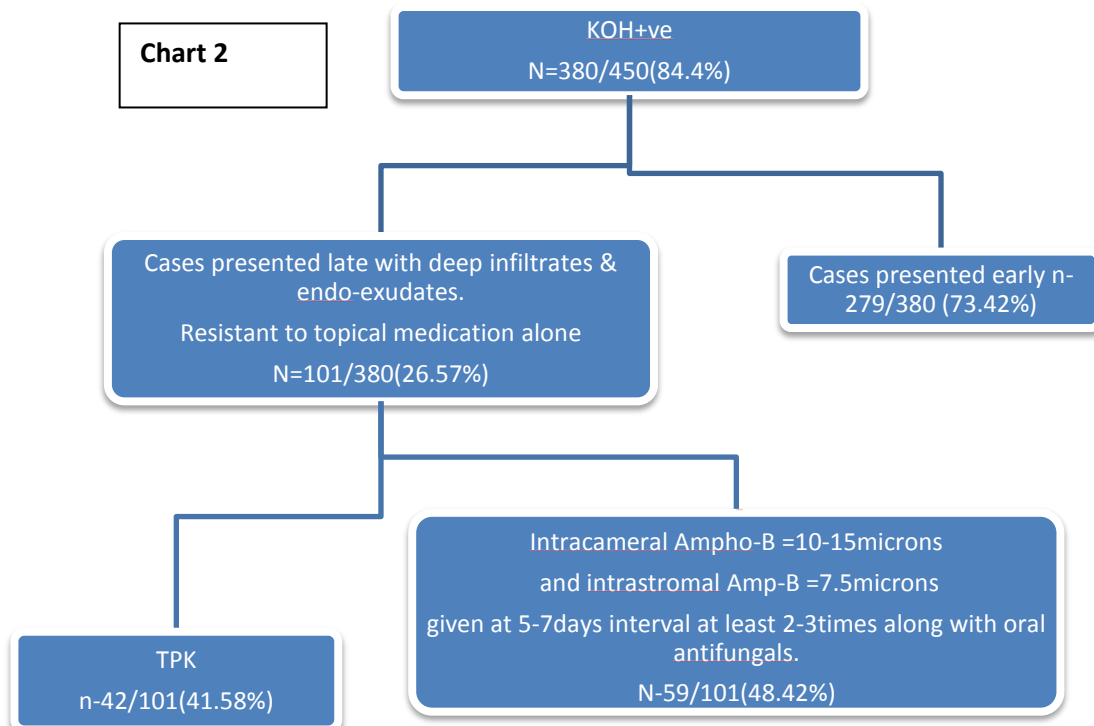 Chart 2
KOH+ve
N=380/450(84.4%)
Cases presented late with deep infiltrates &
endo-exudates.
Resistant to topical medication alone
N=101/380(26.57%)
Cases presented early n-
279/380 (73.42%)
Intracameral Ampho-B =10-15microns
and intrastromal Amp-B =7.5microns
given at 5-7days interval at least 2-3times along with oral
antifungals.
N-59/101(48.42%)
TPK
n-42/101(41.58%)